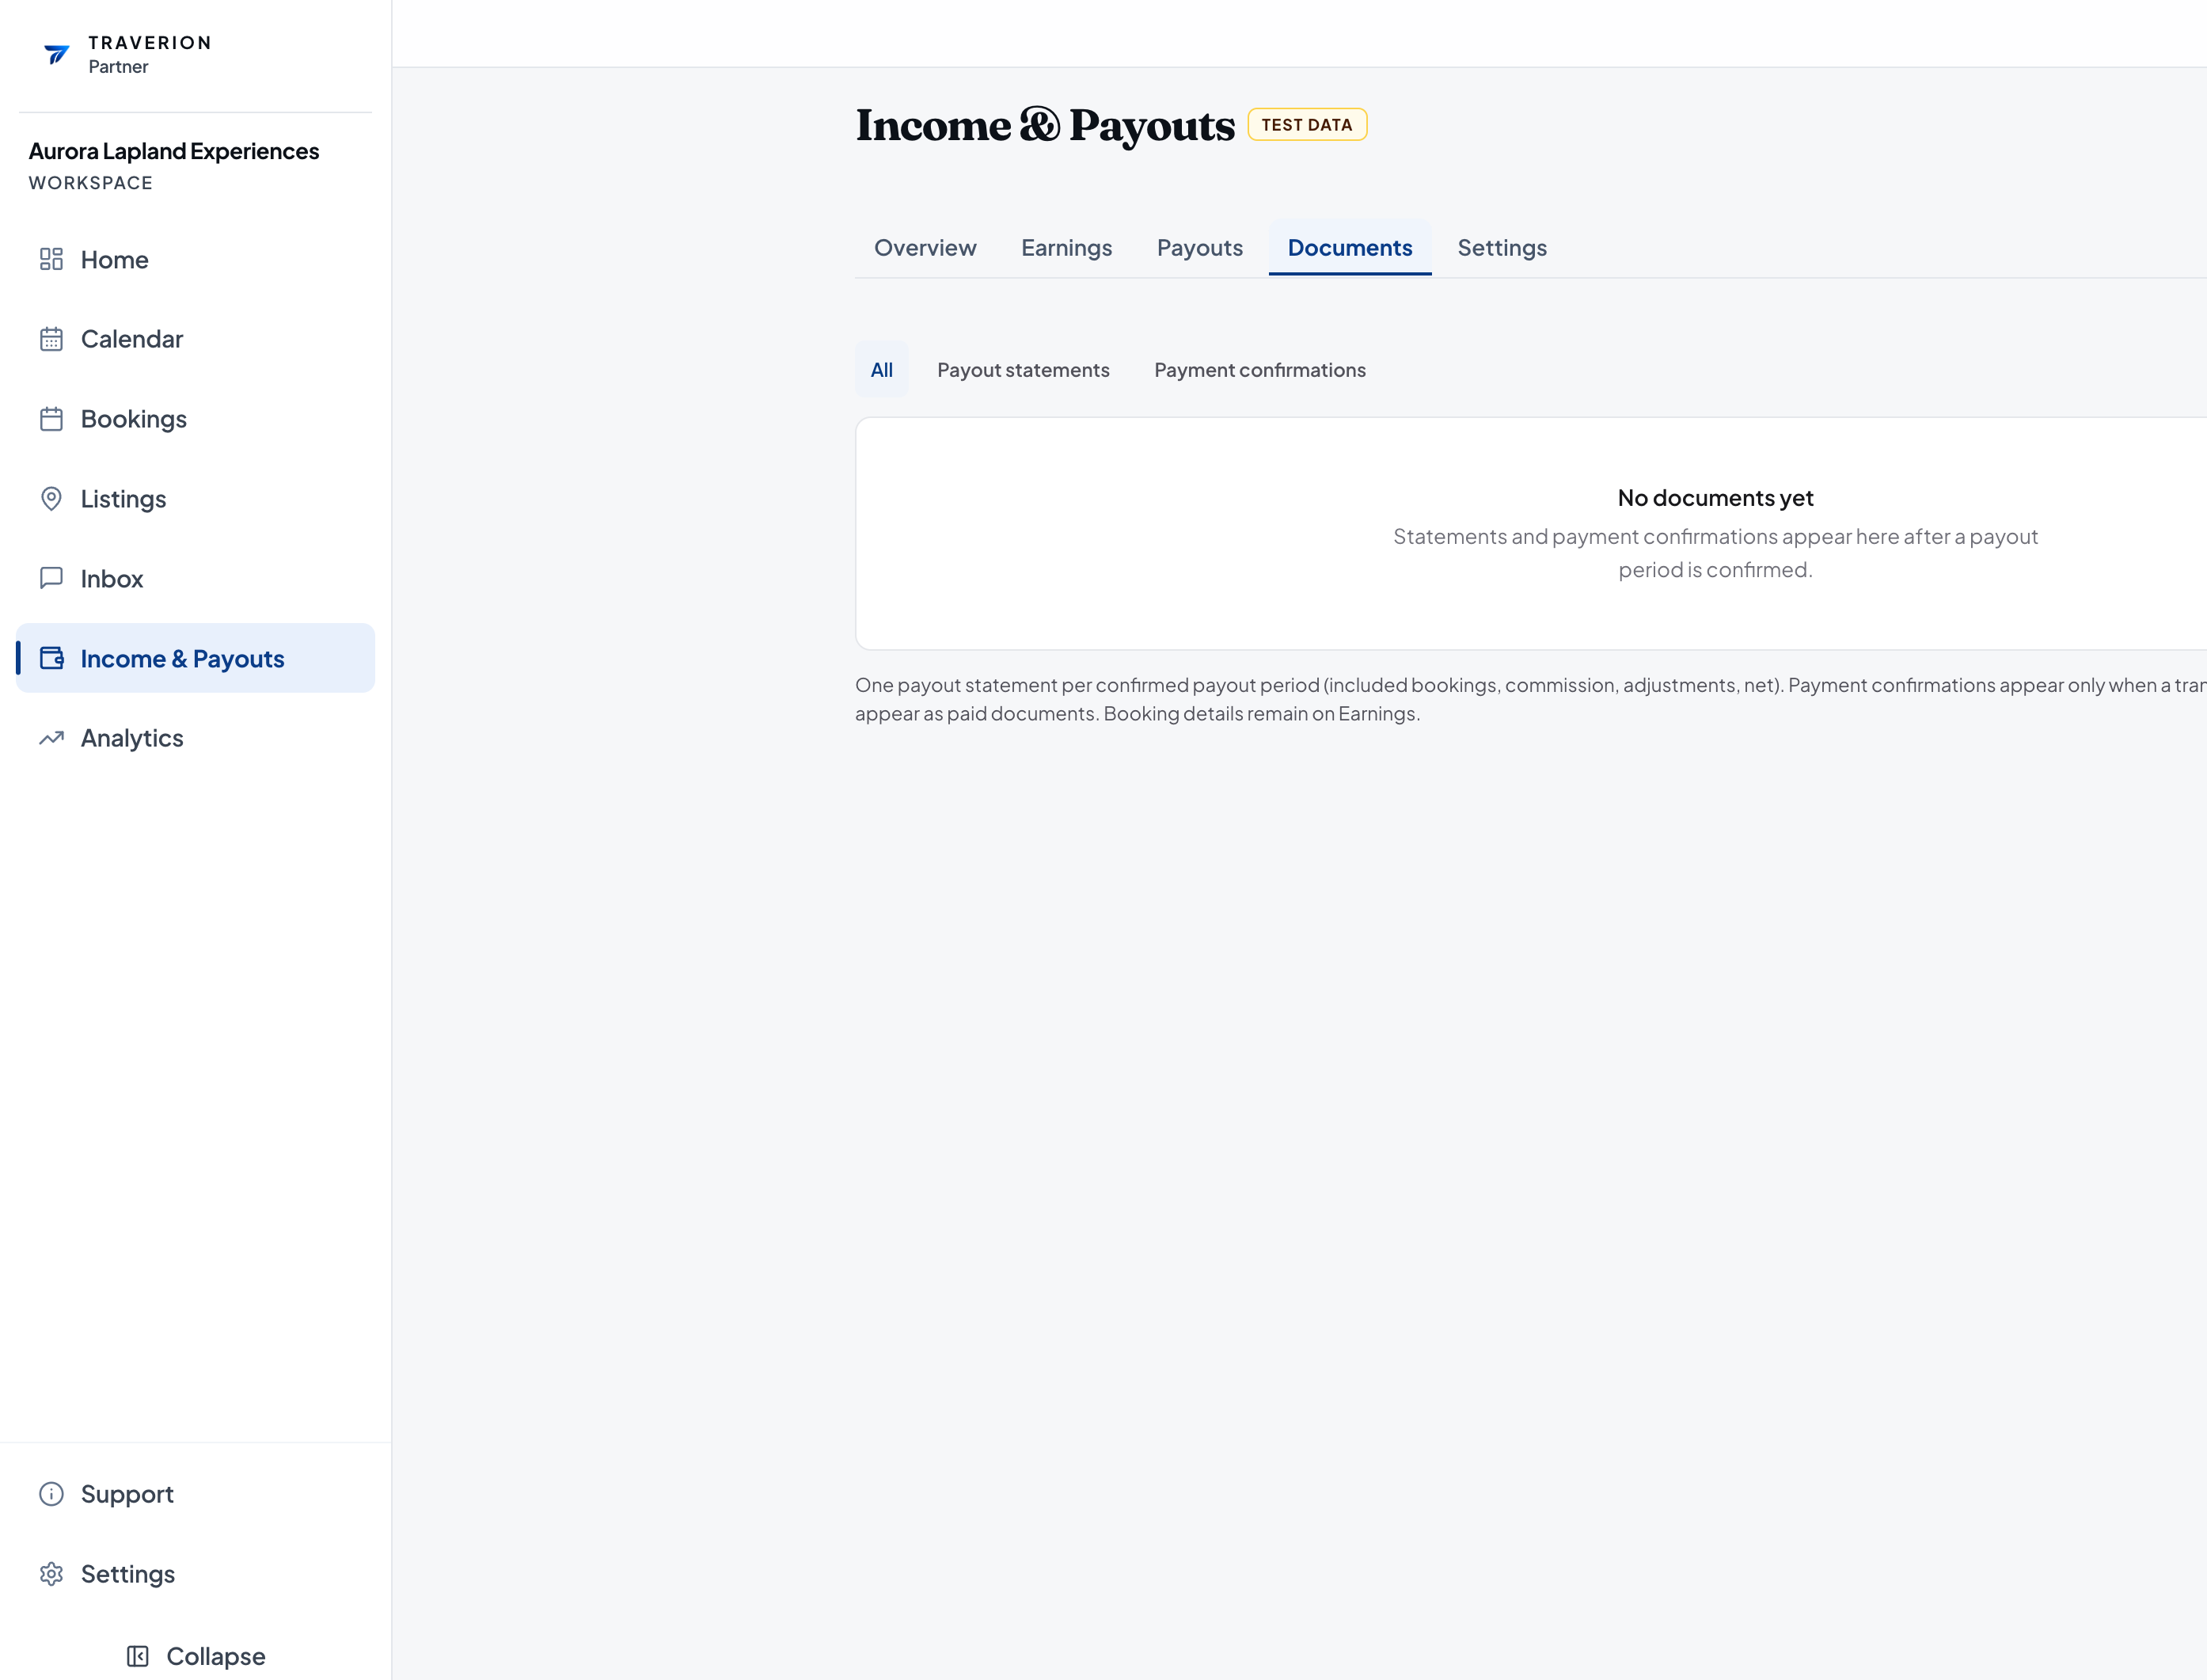 TRAVERION
Partner
Aurora Lapland Experiences
WORKSPACE
Home
Calendar
Bookings
Listings
Inbox
Income & Payouts
Analytics
Support
Settings
Collapse
Income & Payouts
TEST DATA
Overview Earnings Payouts Documents Settings
All Payout statements Payment confirmations
No documents yet
Statements and payment confirmations appear here after a payout
period is confirmed.
One payout statement per confirmed payout period (included bookings, commission, adjustments, net). Payment confirmations appear only when a
appear as paid documents. Booking details remain on Earnings.